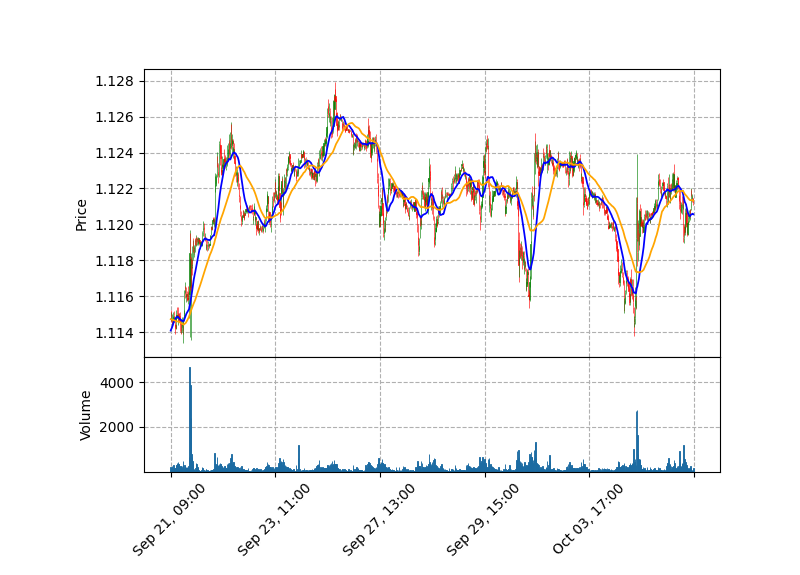 1.128
1.126
1.124
1.122
1.120
1.118
1.116
1.114
Price
4000
2000
Volume
Sep 21, 09:00
Sep 23, 11:00
Sep 27, 13:00
Sep 29, 15:00
Oct 03, 17:00